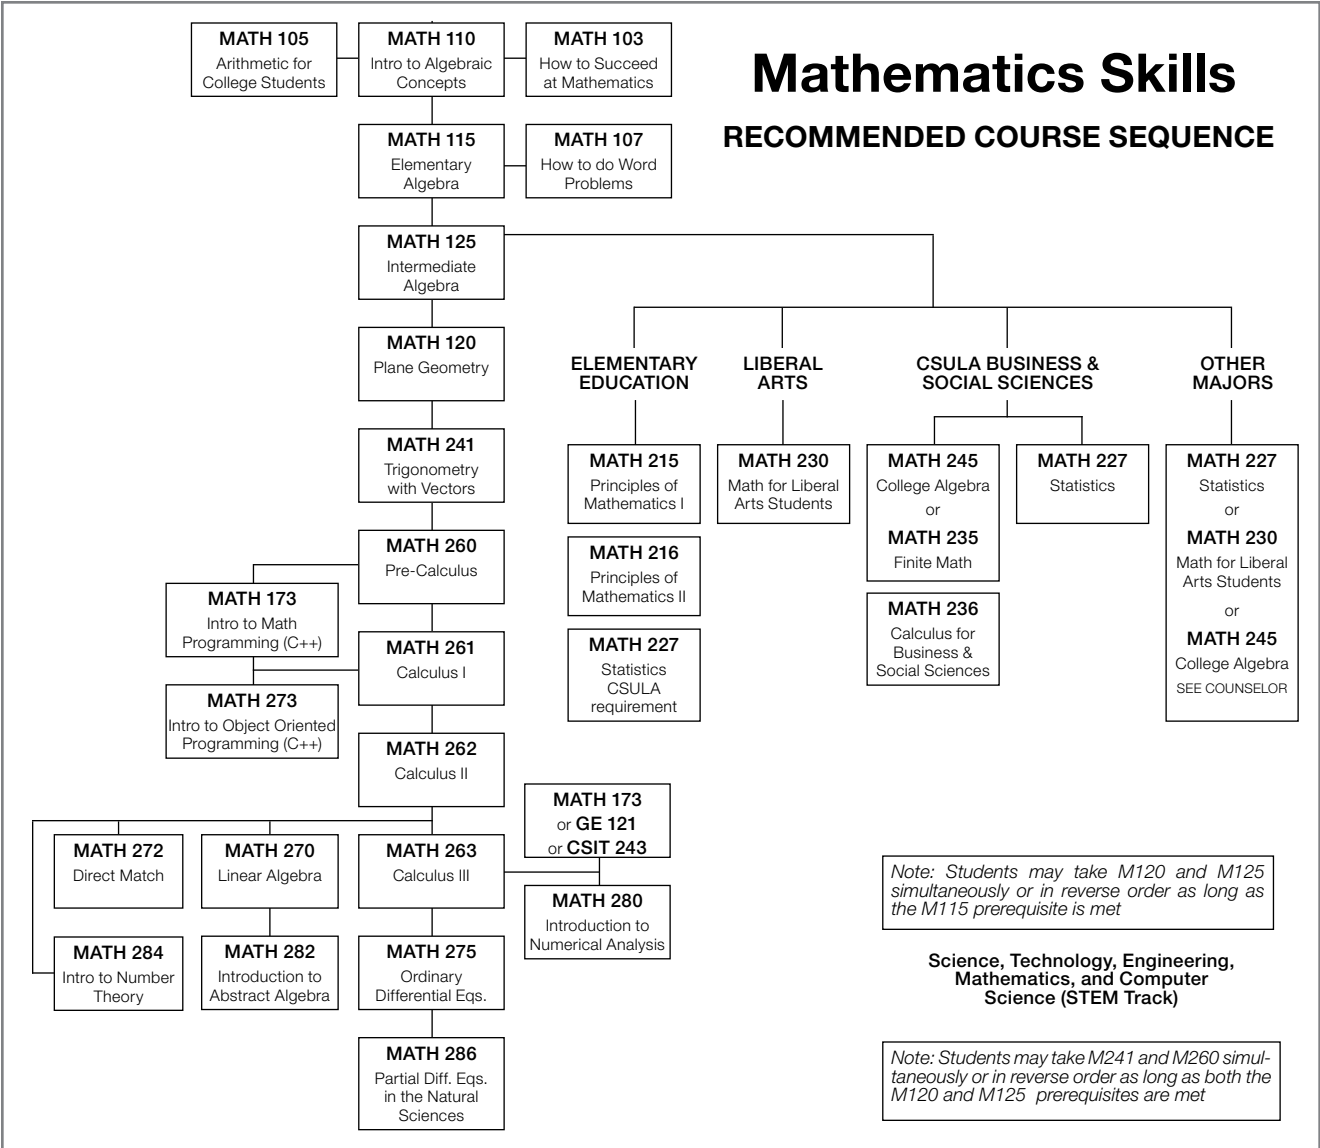 Mathematics Skills
RECOMMENDED COURSE SEQUENCE
MATH 105
Arithmetic for
College Students
MATH 110
Intro to Algebraic
Concepts
MATH 103
How to Succeed
at Mathematics
MATH 115
Elementary
Algebra
MATH 107
How to do Word
Problems
MATH 125
Intermediate
Algebra
MATH 120
Plane Geometry
MATH 241
Trigonometry
with Vectors
MATH 260
Pre-Calculus
MATH 173
Intro to Math
Programming (C++)
MATH 261
Calculus I
MATH 273
Intro to Object Oriented
Programming (C++)
MATH 262
Calculus II
MATH 173
or GE 121
or CSIT 243
MATH 272
Direct Match
MATH 270
Linear Algebra
MATH 263
Calculus III
MATH 280
Introduction to
Numerical Analysis
MATH 284
Intro to Number
Theory
MATH 282
Introduction to
Abstract Algebra
MATH 275
Ordinary
Differential Eqs.
MATH 286
Partial Diff. Eqs.
in the Natural
Sciences
ELEMENTARY
EDUCATION
MATH 215
Principles of
Mathematics I
MATH 216
Principles of
Mathematics II
MATH 227
Statistics
CSULA
requirement
LIBERAL
ARTS
MATH 230
Math for Liberal
Arts Students
CSULA BUSINESS &
SOCIAL SCIENCES
MATH 245
College Algebra
or
MATH 235
Finite Math
MATH 236
Calculus for
Business &
Social Sciences
MATH 227
Statistics
OTHER
MAJORS
MATH 227
Statistics
or
MATH 230
Math for Liberal
Arts Students
or
MATH 245
College Algebra
SEE COUNSELOR
Note: Students may take M120 and M125
simultaneously or in reverse order as long as
the M115 prerequisite is met
Science, Technology, Engineering,
Mathematics, and Computer
Science (STEM Track)
Note: Students may take M241 and M260 simul-
taneously or in reverse order as long as both the
M120 and M125 prerequisites are met